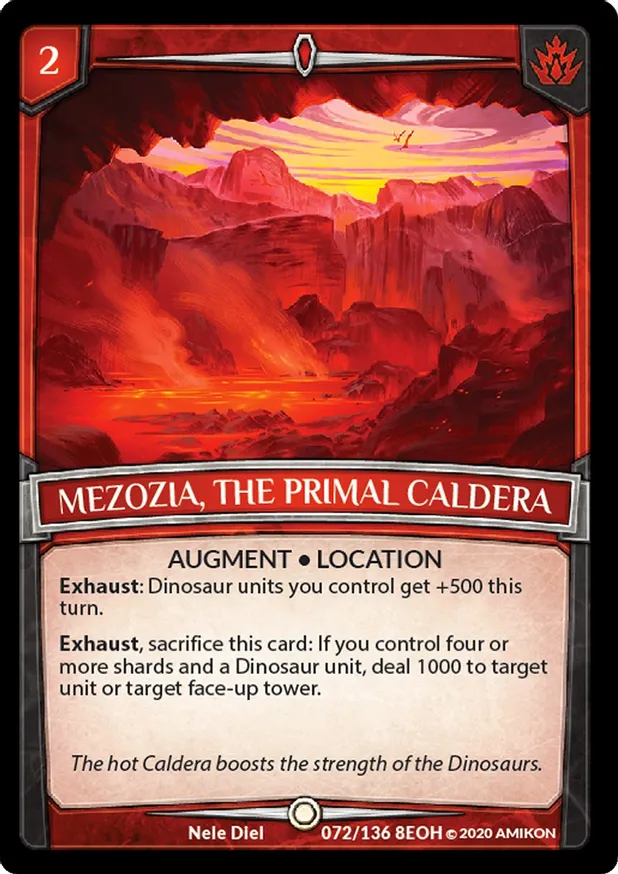 2
MEZOZIA, THE PRIMAL CALDERA
AUGMENT ● LOCATION
Exhaust: Dinosaur units you control get +500 this
turn.
Exhaust, sacrifice this card: If you control four or
more shards and a Dinosaur unit, deal 1000 to target
unit or target face-up tower.
The hot Caldera boosts the strength of the Dinosaurs.
Nele Diel 072/136 8EOH © 2020 AMIKON